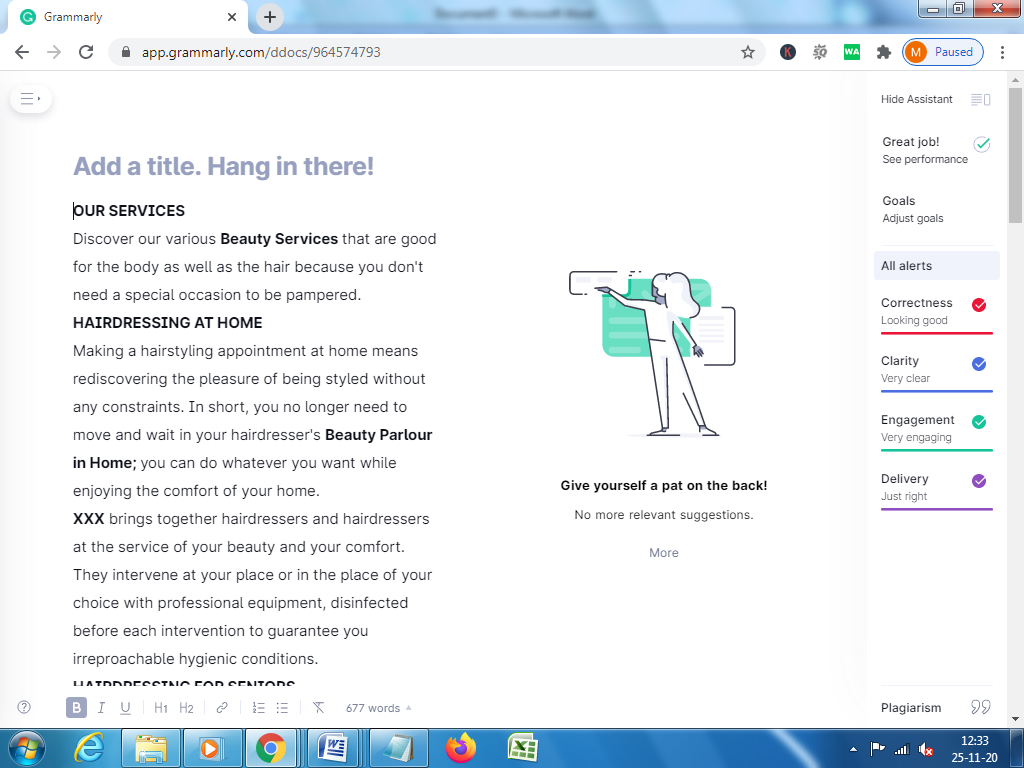 Grammarly
Document1 - Microsoft Word
app.grammarly.com/ddocs/964574793
WA
M Paused
Hide Assistant
Add a title. Hang in there!
OUR SERVICES
Discover our various Beauty Services that are good
for the body as well as the hair because you don't
need a special occasion to be pampered.
HAIRDRESSING AT HOME
Making a hairstyling appointment at home means
rediscovering the pleasure of being styled without
any constraints. In short, you no longer need to
move and wait in your hairdresser's Beauty Parlour
in Home; you can do whatever you want while
enjoying the comfort of your home.
XXX brings together hairdressers and hairdressers
at the service of your beauty and your comfort.
They intervene at your place or in the place of your
choice with professional equipment, disinfected
before each intervention to guarantee you
irreproachable hygienic conditions.
HAIRDRESSING FOR SENIORS
Give yourself a pat on the back!
No more relevant suggestions.
More
Great job!
See performance
Goals
Adjust goals
All alerts
Correctness
Looking good
Clarity
Very clear
Engagement
Very engaging
Delivery
Just right
Plagiarism
B I U H1 H2 677 words
12:33
25-11-20